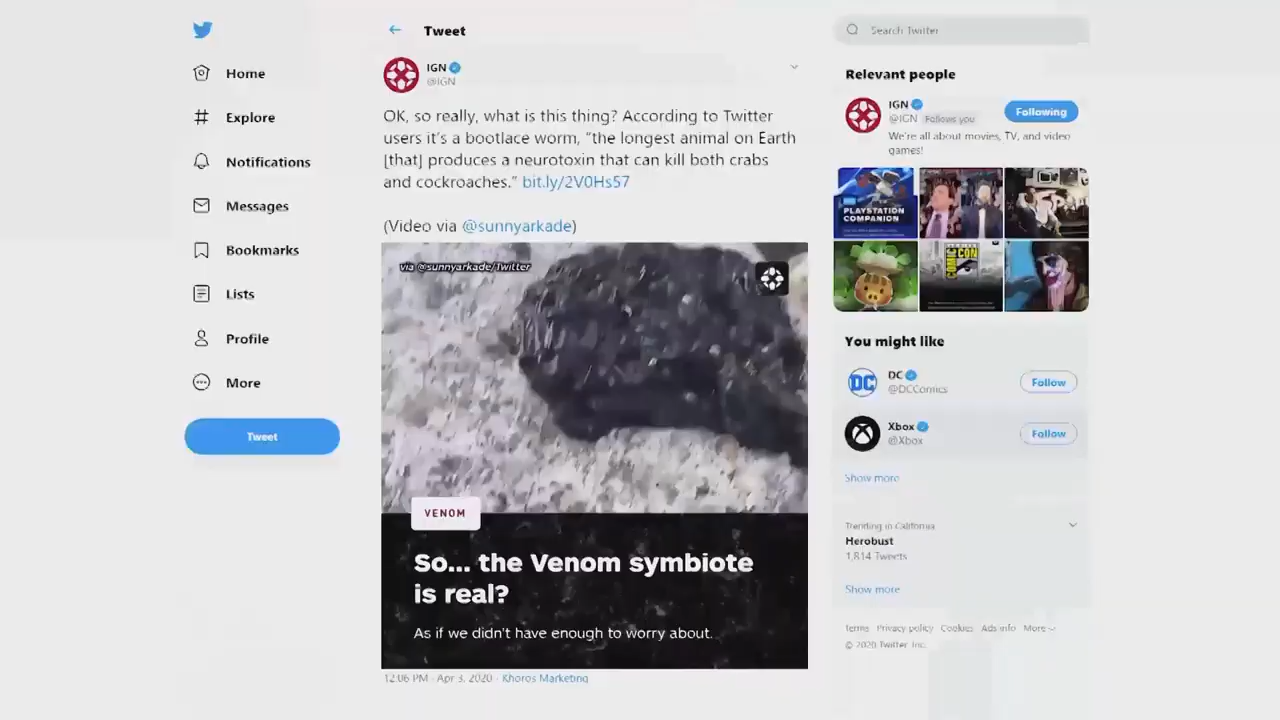 Home
Explore
Notifications
Messages
Bookmarks
Lists
Profile
More
Tweet
Tweet
IGN
@IGN
OK, so really, what is this thing? According to Twitter
users it's a bootlace worm, "the longest animal on Earth
[that] produces a neurotoxin that can kill both crabs
and cockroaches." bit.ly/2V0Hs57
(Video via @sunnyarkade)
via @sunnyarkade/Twitter
VENOM
So... the Venom symbiote
is real?
As if we didn't have enough to worry about.
12:06 PM · Apr 3, 2020 · Khoros Marketing
Search Twitter
Relevant people
IGN
@IGN Follows you
Following
We're all about movies, TV, and video
games!
PLAYSTATION
COMPANION
COMIC
CON
You might like
DC
@DCComics
Follow
Xbox
@Xbox
Follow
Show more
Trending in California
Herobust
1,814 Tweets
Show more
Terms Privacy policy Cookies Ads info More
© 2020 Twitter, Inc.